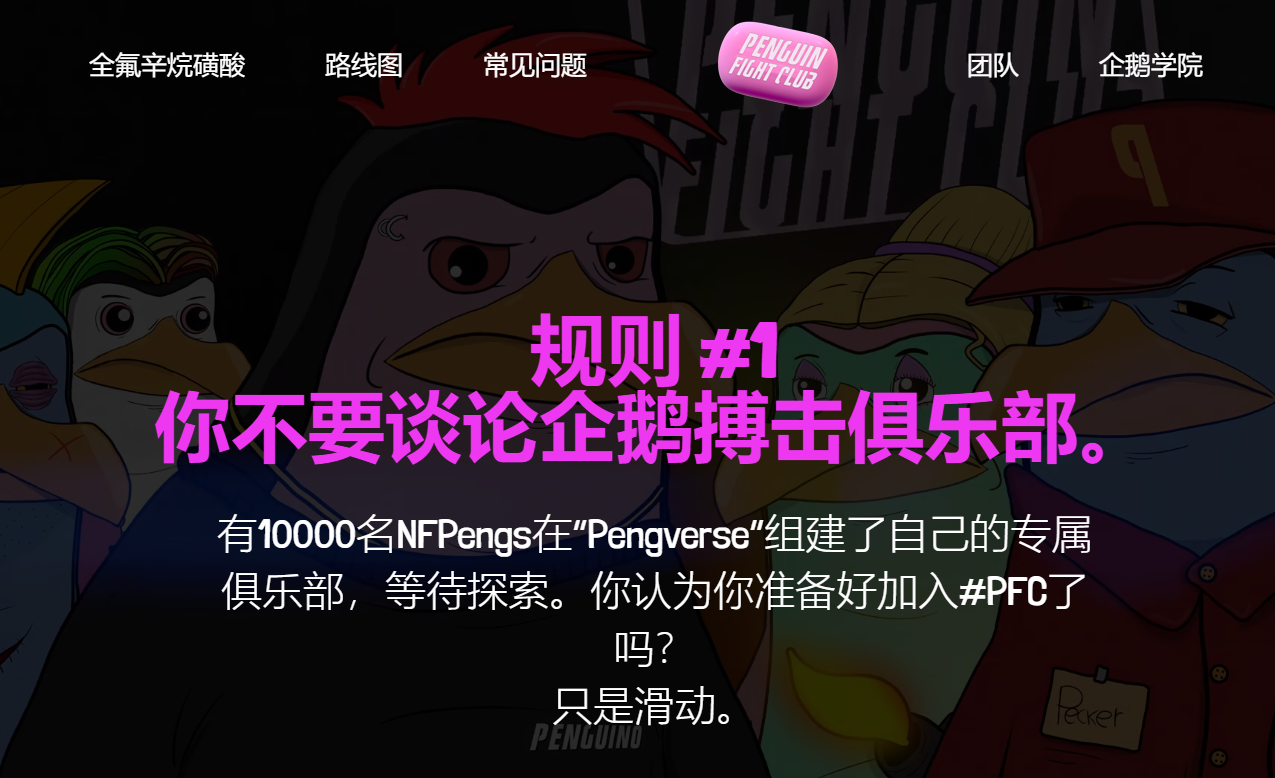 全氟辛烷磺酸
路线图
常见问题
PENGUIN
FIGHT CLUB
团队
企鹅学院
PENGUIN
FIGHT CLUB
P
规则 #1
你不要谈论企鹅搏击俱乐部。
有10000名NFPengs在“Pengverse”组建了自己的专属
俱乐部，等待探索。你认为你准备好加入#PFC了
吗？
只是滑动。
Pecker
PENGUINO